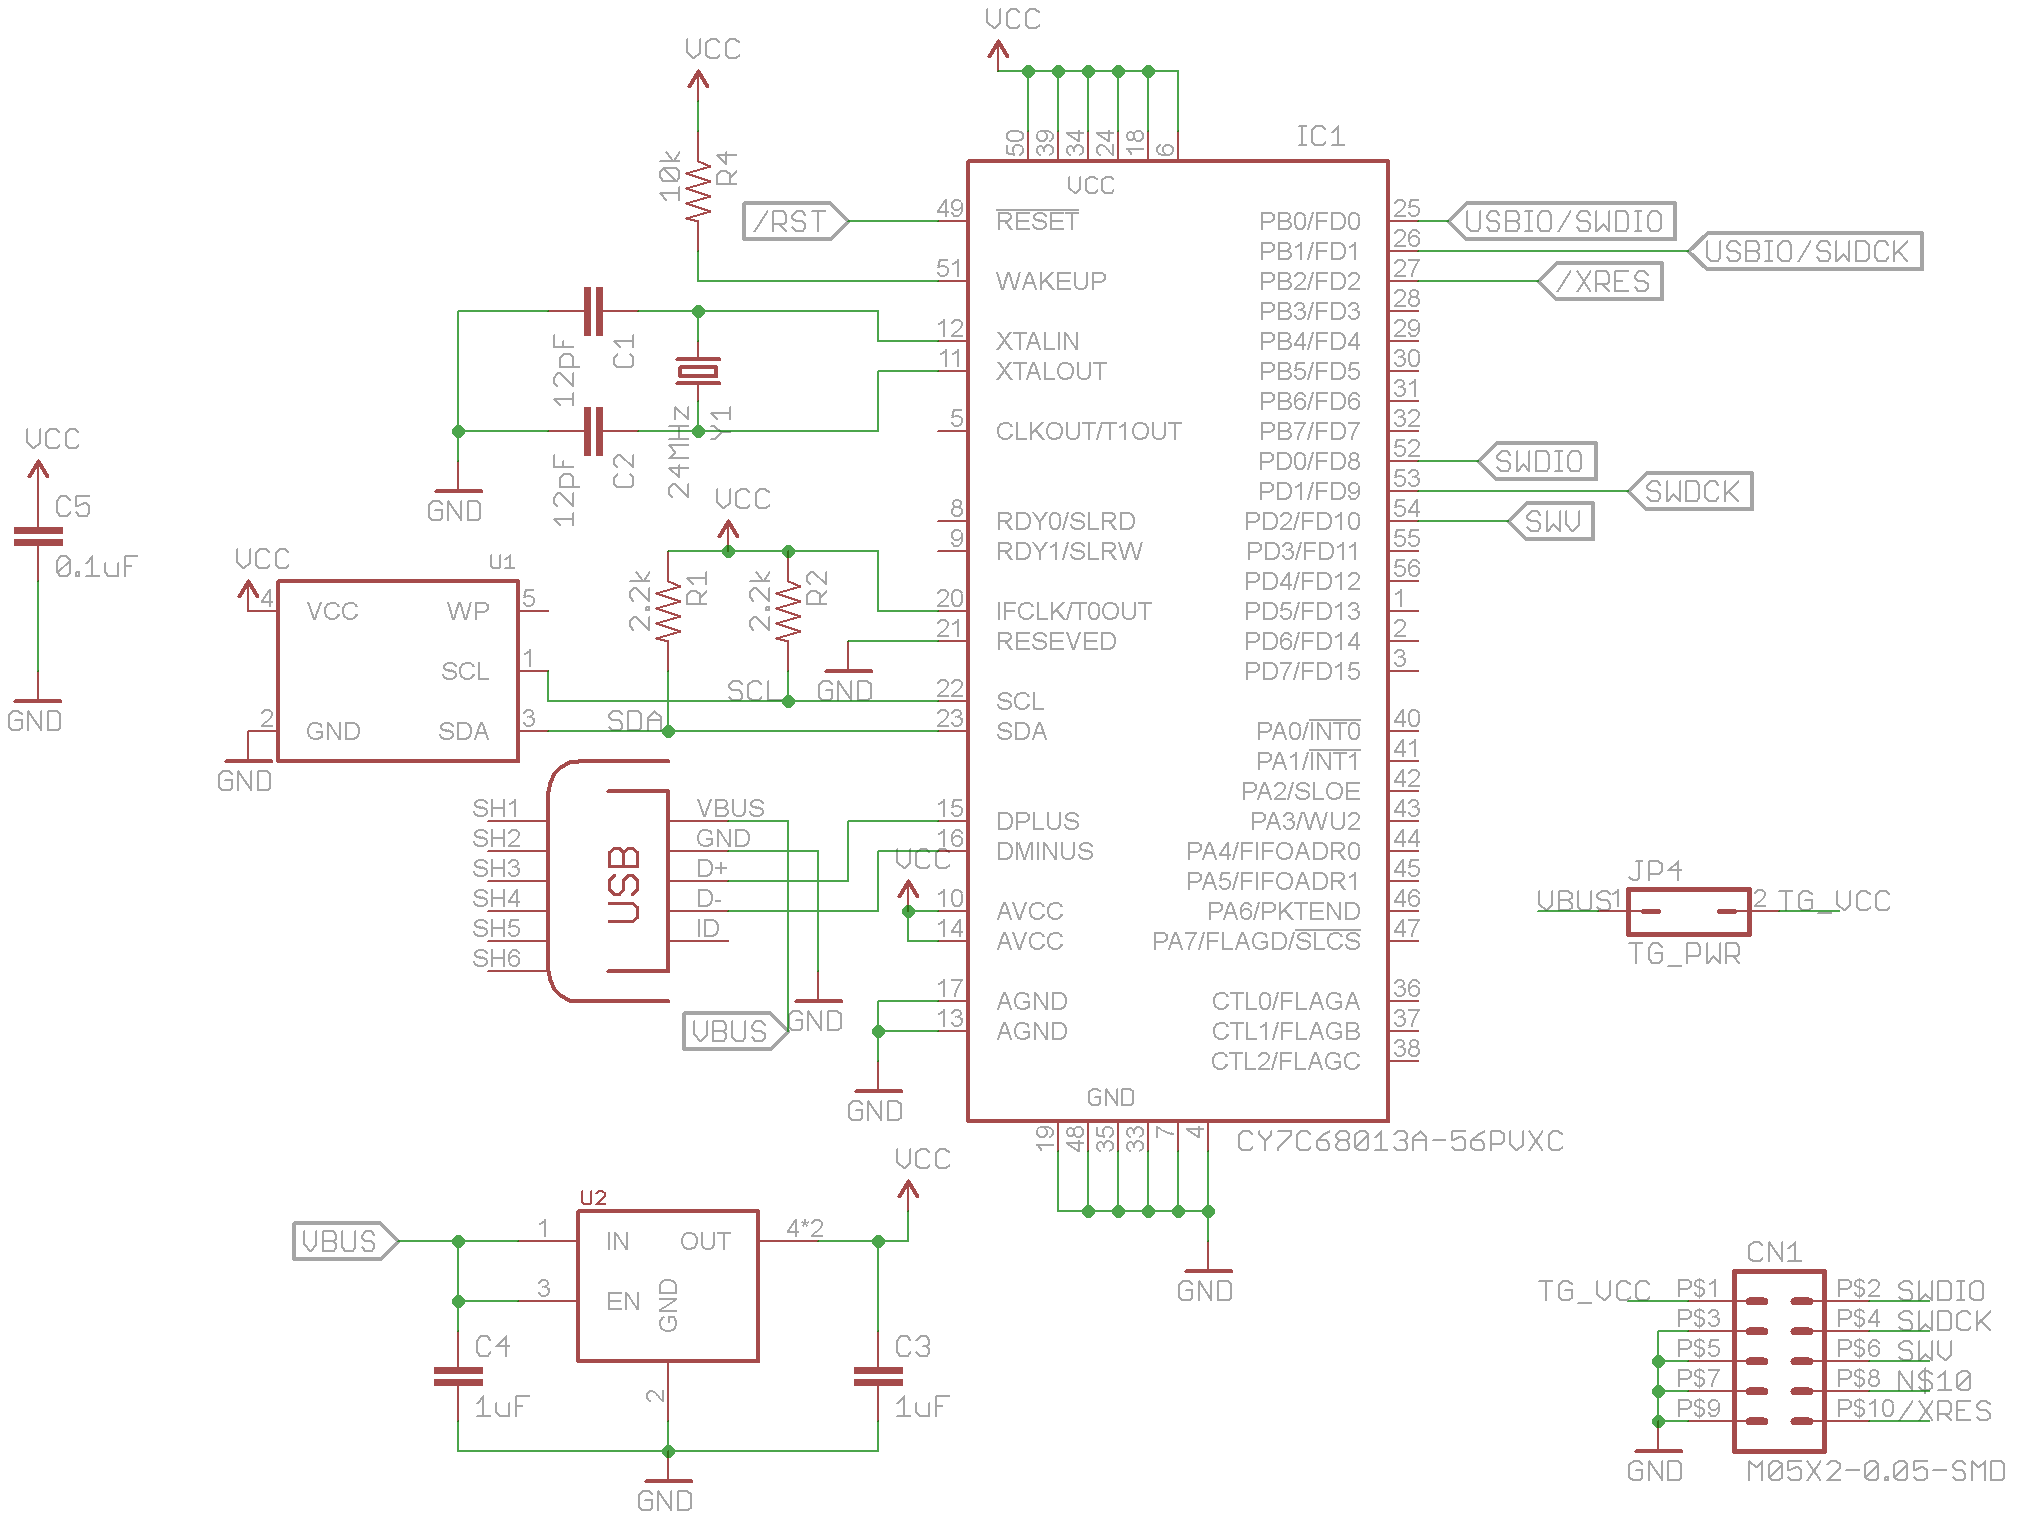 VCC
VCC
IC1
10k
R4
50
39
34
24
18
6
VCC
/RST
49
RESET
PB0/FD0
25
USBIO/SWDIO
PB1/FD1
26
USBIO/SWDCK
51
WAKEUP
PB2/FD2
27
/XRES
PB3/FD3
28
12
XTALIN
PB4/FD4
29
11
XTALOUT
PB5/FD5
30
PB6/FD6
31
5
CLKOUT/T1OUT
PB7/FD7
32
12pF
C1
12pF
C2
24MHz
Y1
GND
PD0/FD8
52
SWDIO
PD1/FD9
53
SWDCK
8
RDY0/SLRD
PD2/FD10
54
SWV
9
RDY1/SLRW
PD3/FD11
55
PD4/FD12
56
20
IFCLK/T0OUT
PD5/FD13
1
21
RESEVED
PD6/FD14
2
PD7/FD15
3
VCC
C5
0.1uF
GND
VCC
U1
4
VCC
WP
5
SCL
1
2
GND
SDA
3
GND
VCC
2.2k
R1
2.2k
R2
SCL
GND
SDA
22
SCL
23
SDA
PA0/INT0
40
PA1/INT1
41
PA2/SLOE
42
15
DPLUS
PA3/WU2
43
16
DMINUS
PA4/FIFOADR0
44
PA5/FIFOADR1
45
VCC
10
AVCC
PA6/PKTEND
46
14
AVCC
PA7/FLAGD/SLCS
47
17
AGND
CTL0/FLAGA
36
13
AGND
CTL1/FLAGB
37
CTL2/FLAGC
38
GND
GND
19
48
35
33
7
4
CY7C68013A-56PVXC
GND
SH1
SH2
SH3
SH4
SH5
SH6
USB
VBUS
GND
D+
D-
ID
VBUS
GND
JP4
VBUS
1
2
TG_VCC
TG_PWR
VCC
U2
VBUS
1
IN
OUT
4*2
3
EN
GND
C4
1uF
2
C3
1uF
GND
CN1
TG_VCC
P$1
P$2
SWDIO
P$3
P$4
SWDCK
P$5
P$6
SWV
P$7
P$8
N$10
P$9
P$10
/XRES
GND
M05X2-0.05-SMD